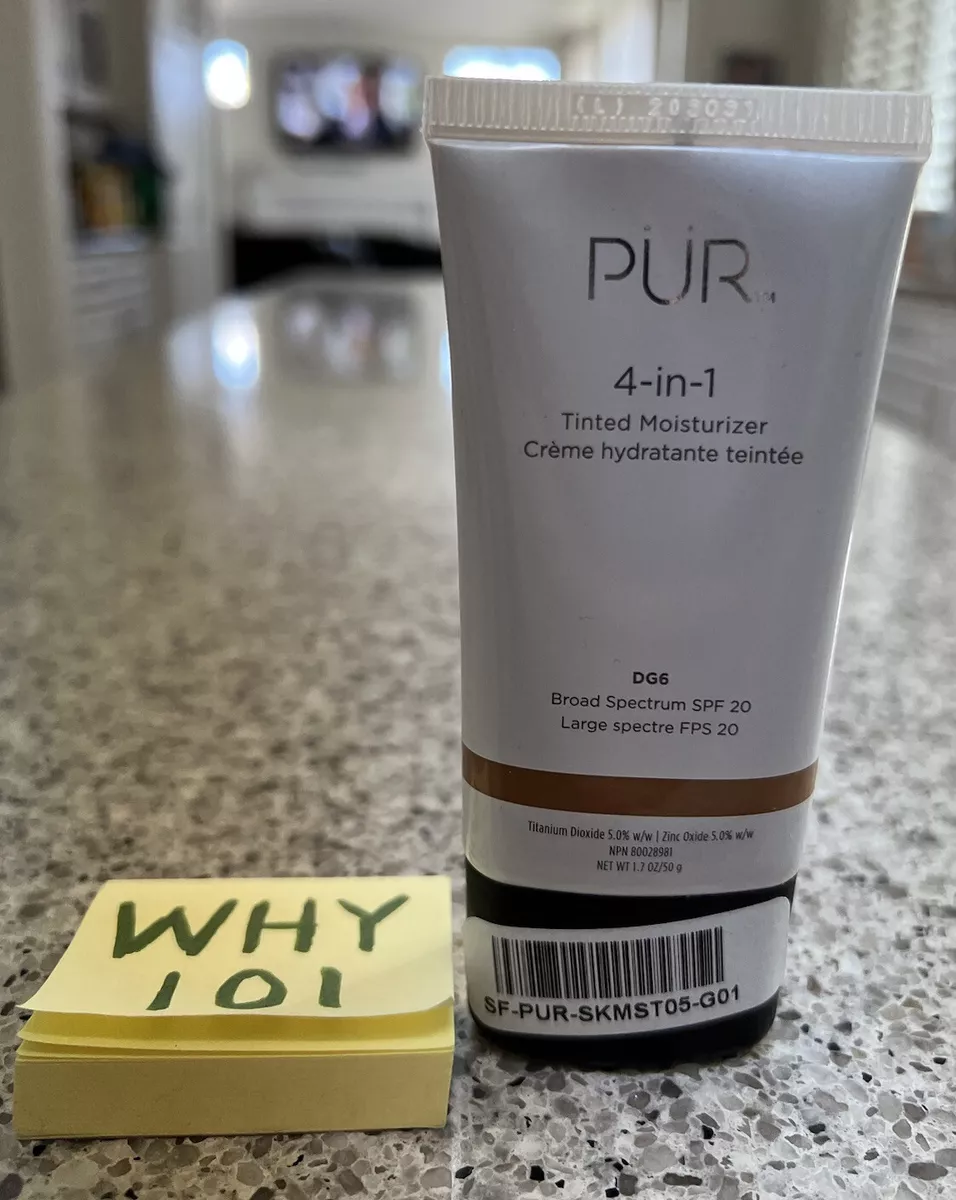 (L) 203031
PÜR™
4-in-1
Tinted Moisturizer
Crème hydratante teintée
DG6
Broad Spectrum SPF 20
Large spectre FPS 20
Titanium Dioxide 5.0% w/w | Zinc Oxide 5.0% w/w
NPN 80028981
NET WT 1.7 OZ/50 g
SF-PUR-SKMST05-G01
WHY
101